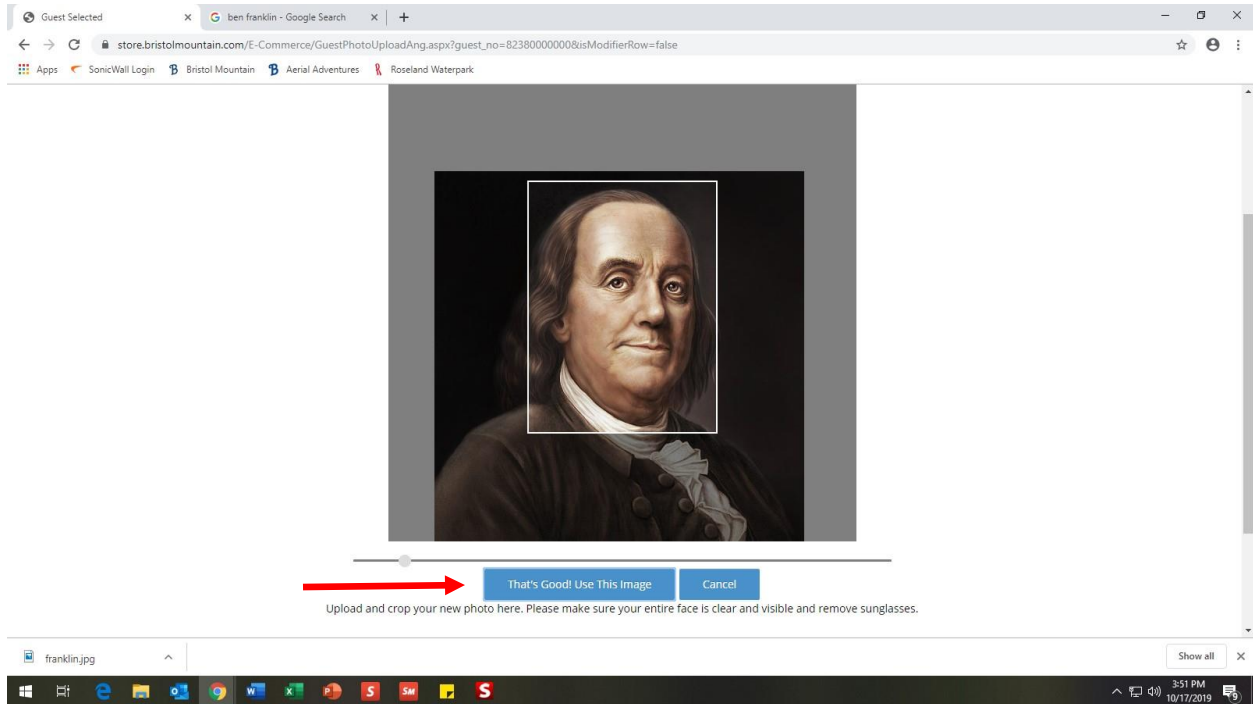 Guest Selected
ben franklin - Google Search
store.bristolmountain.com/E-Commerce/GuestPhotoUploadAng.aspx?guest_no=82380000000&isModifierRow=false
Apps SonicWall Login Bristol Mountain Aerial Adventures Roseland Waterpark
That's Good! Use This Image Cancel
Upload and crop your new photo here. Please make sure your entire face is clear and visible and remove sunglasses.
franklin.jpg Show all
3:51 PM
10/17/2019